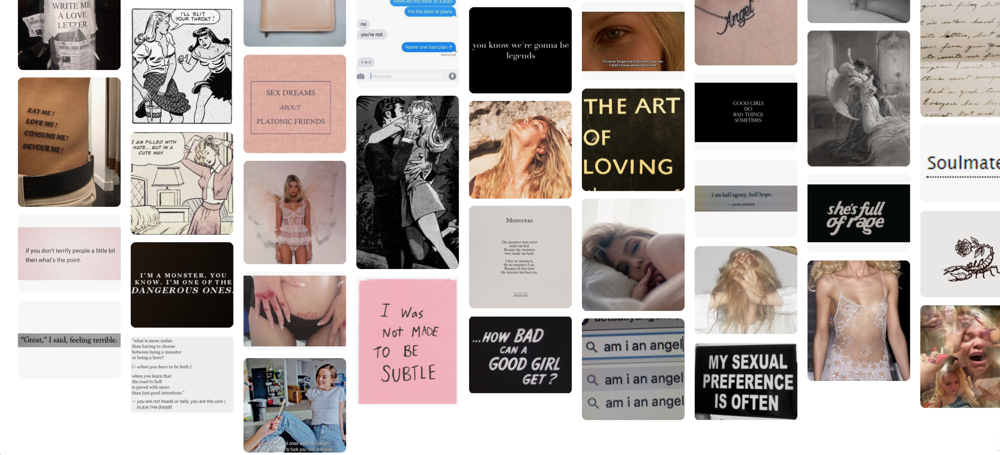 WRITE ME
A LOVE
LETTER
HOUSING COURT ANSWERS
EAT ME!
LOVE ME!
CONSUME ME!
DEVOUR ME!
if you don't terrify people a little bit
then what's the point.
“Great,” I said, feeling terrible.
I'LL SLIT
YOUR THROAT!
I AM FILLED WITH
HATE... BUT IN A
CUTE WAY.
I'M A MONSTER, YOU
KNOW. I'M ONE OF THE
DANGEROUS ONES.
“what is more unfair
than having to choose
between being a monster
or being a hero?
(—when you have to be both.)
when you learn that
the road to hell
is paved with more
than just good intentions.”
— you are not heads or tails; you are the coin |
m.a.w (via dvoyd)
SEX DREAMS
ABOUT
PLATONIC FRIENDS
ANGEL
Even the good ones want to fuck you
They just want to fuck you nice and slow.
Hmm let me think of a plan
I'm the best at plans
no
you're not
Name one bad plan tf
Delivered
iMessage
I Was
Not MADE
TO BE
SUBTLE
you know we're gonna be
legends
MONSTERS
The monsters were never
under my bed.
Because the monsters
were inside my head.
I fear no monsters,
for no monsters I see.
Because all this time
the monster has been me.
Nikita Gill
...HOW BAD
CAN A
GOOD GIRL
GET?
I'll never forget the first time I saw her.
I didn't know what had hit me.
THE ART
OF
LOVING
am i an angel
am i an angel
am i an angel
Angel
GOOD GIRLS
DO
BAD THINGS
SOMETIMES
I am half agony, half hope.
—JANE AUSTEN
MY SEXUAL
PREFERENCE
IS OFTEN
she's full
of rage
you are feeling
is rather hard
letters, but
from you. You
to write me five
I write.
think most
had a good time
Everyone has been
except Dot and
Soulmate